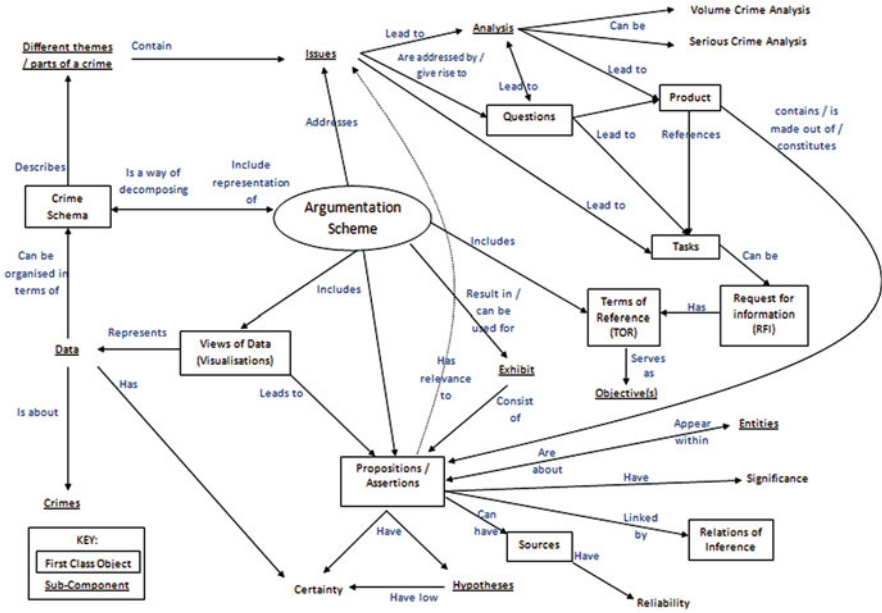 Different themes
/ parts of a crime
Contain
Issues
Lead to
Analysis
Can be
Volume Crime Analysis
Serious Crime Analysis
Are addressed by /
give rise to
Lead to
Questions
Lead to
Product
Lead to
References
contains / is
made out of /
constitutes
Addresses
Describes
Is a way of
decomposing
Include
representation
of
Crime
Schema
Argumentation
Scheme
Lead to
Tasks
Can be
Includes
Can be
organised in
terms of
Includes
Result in /
can be
used for
Terms of
Reference
(TOR)
Has
Request for
information
(RFI)
Data
Represents
Views of Data
(Visualisations)
Has
relevance
to
Exhibit
Serves
as
Objective(s)
Has
Leads to
Consist
of
Is about
Appear
within
Entities
Are
about
Propositions /
Assertions
Have
Significance
Crimes
Can
have
Linked
by
Relations of
Inference
KEY:
First Class Object
Sub-Component
Have
Sources
Have
Certainty
Have low
Hypotheses
Reliability